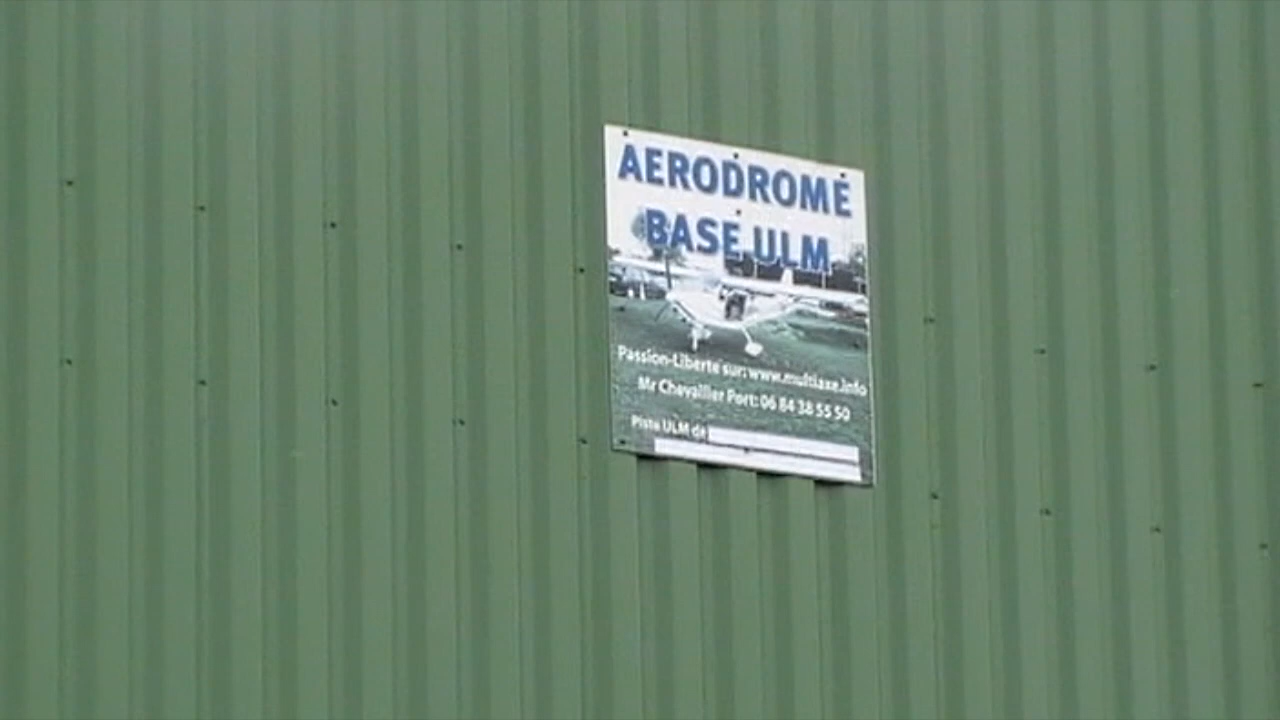 AERODROME
BASE ULM
Passion-Liberte sur: www.multiaxe.info
Mr Chevallier Port: 06 84 38 55 50
Piste ULM de